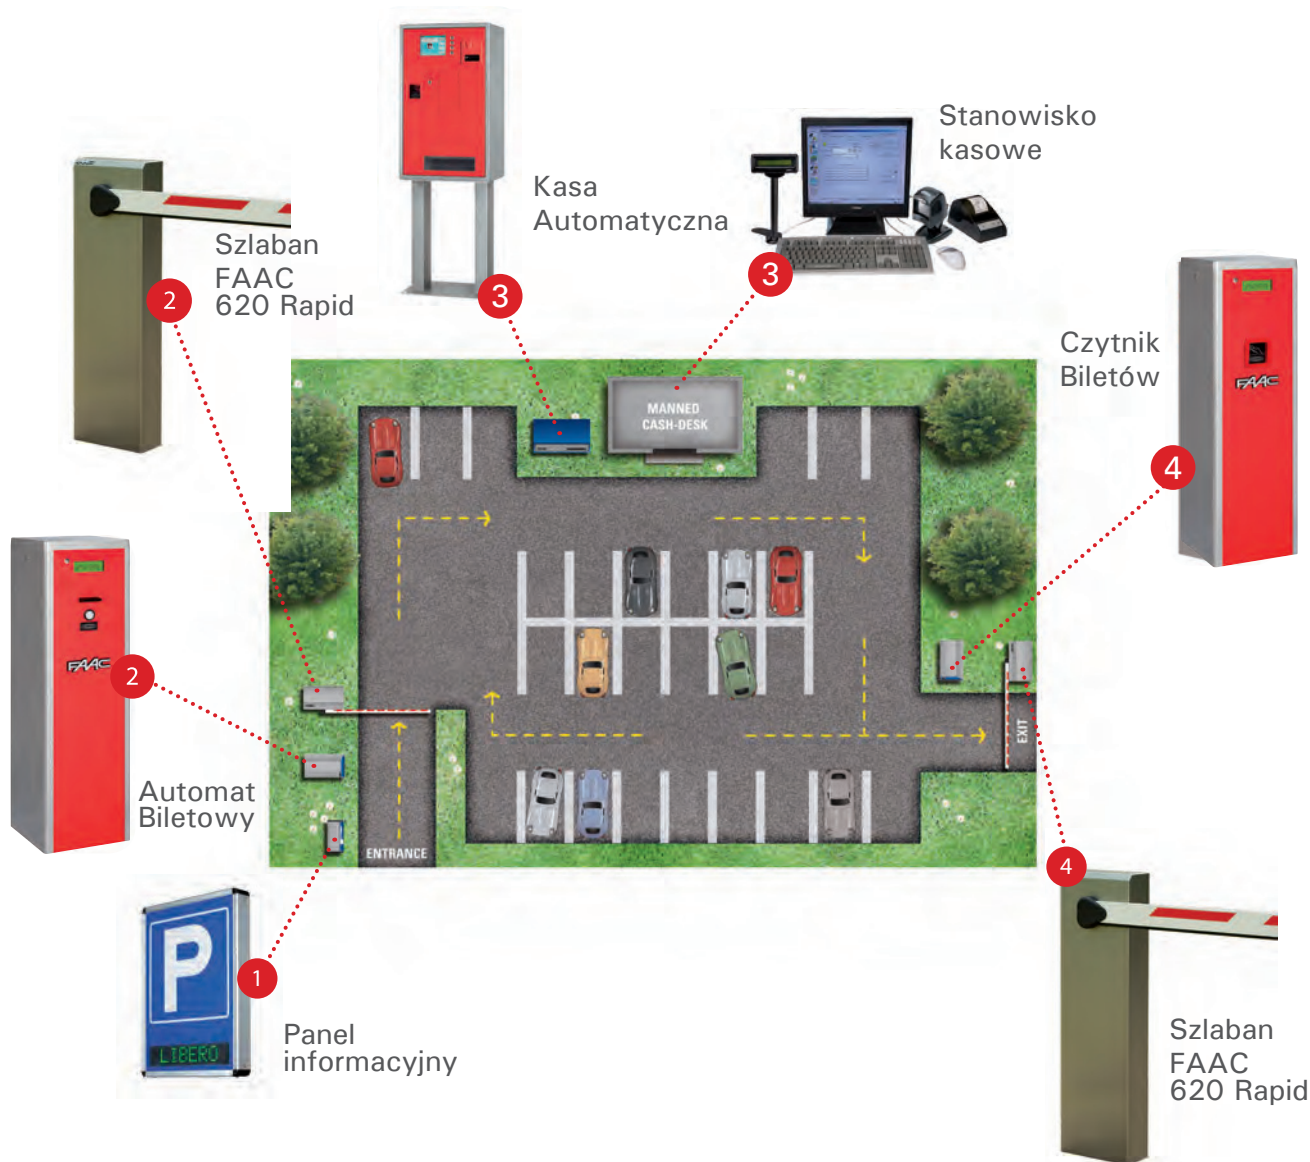 Stanowisko
kasowe
Kasa
Automatyczna
3
3
Szlaban
FAAC
620 Rapid
2
Czytnik
Biletów
FAAC
4
MANNED
CASH-DESK
FAAC
2
Automat
Biletowy
EXIT
ENTRANCE
4
P
LIBERO
1
Panel
informacyjny
Szlaban
FAAC
620 Rapid